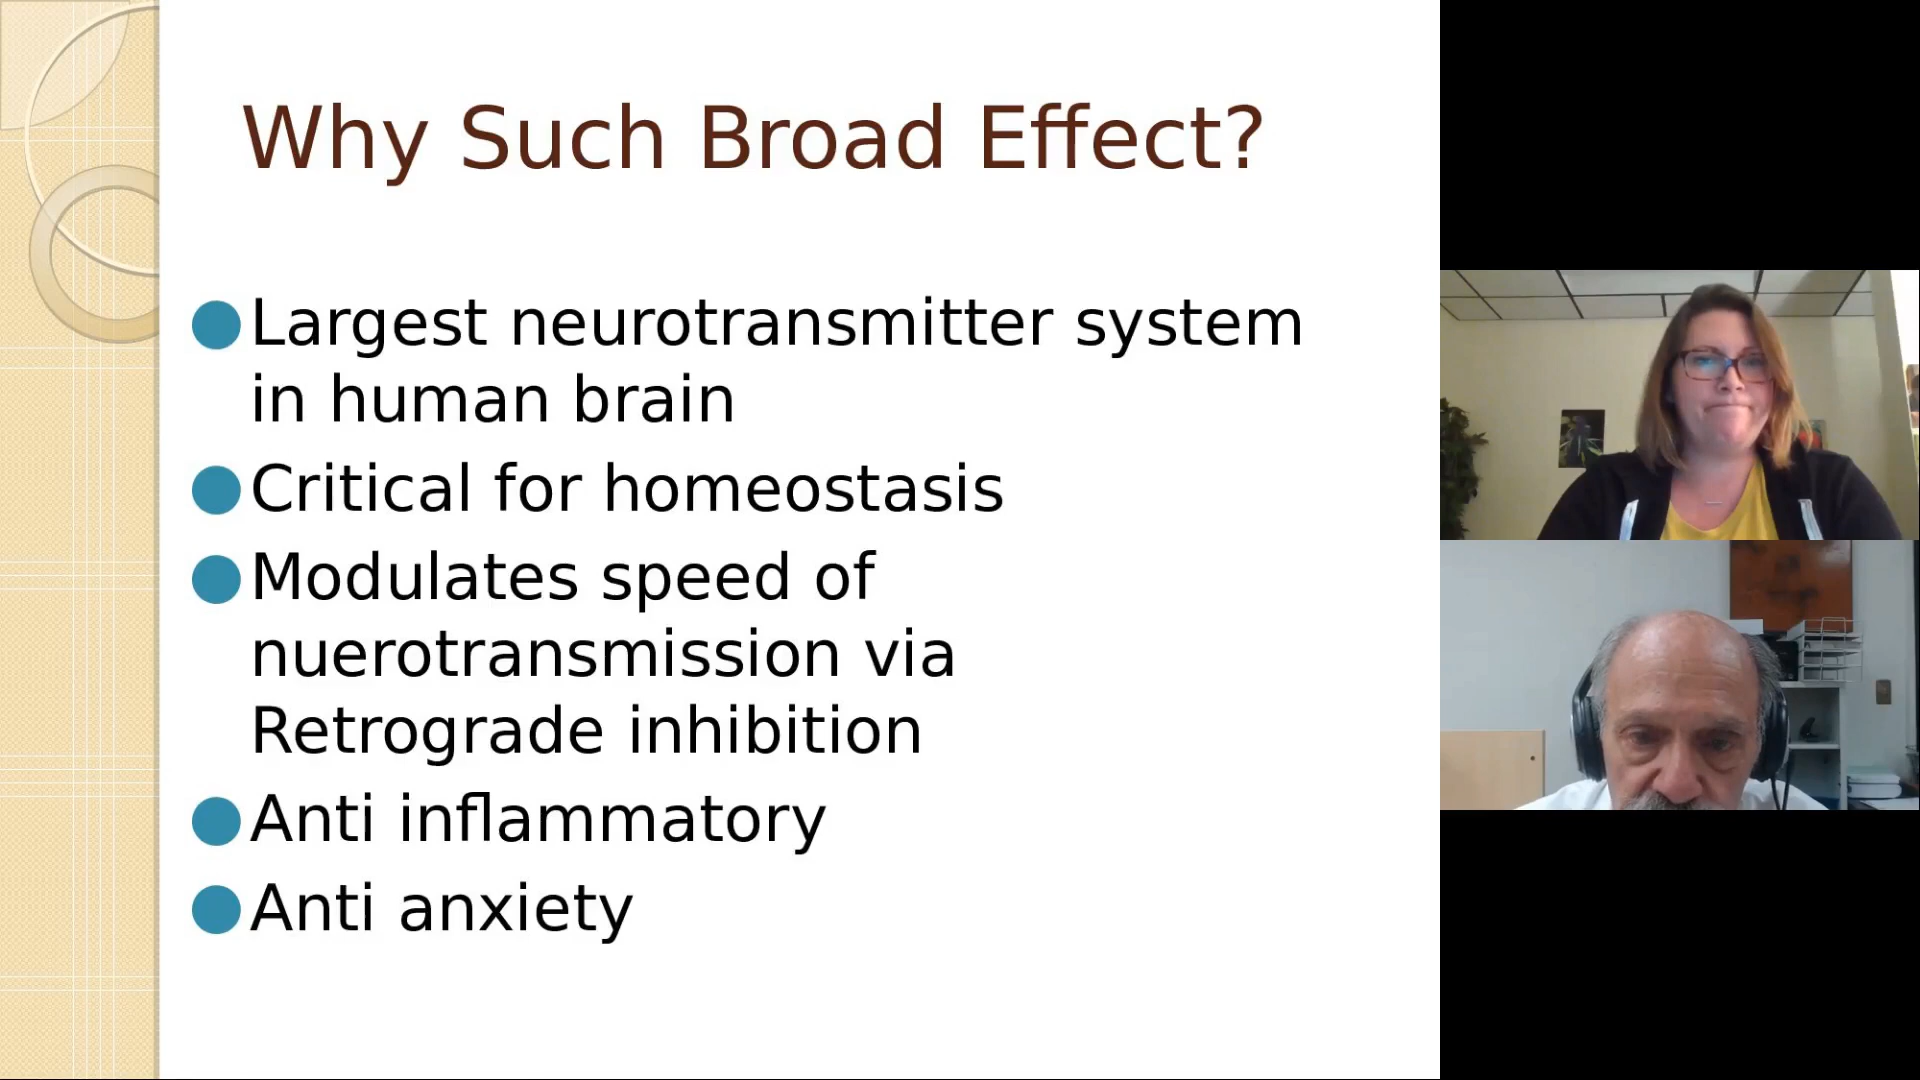 Why Such Broad Effect?
Largest neurotransmitter system
in human brain
Critical for homeostasis
Modulates speed of
nuerotransmission via
Retrograde inhibition
Anti inflammatory
Anti anxiety